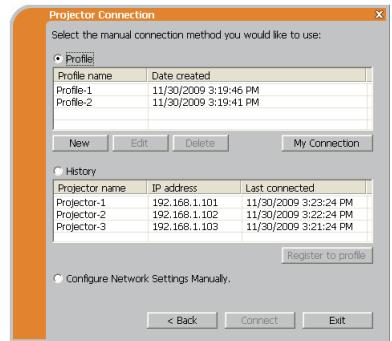 Projector Connection X
Select the manual connection method you would like to use:
Profile
Profile name Date created
Profile-1 11/30/2009 3:19:46 PM
Profile-2 11/30/2009 3:19:41 PM
New Edit Delete My Connection
History
Projector name IP address Last connected
Projector-1 192.168.1.101 11/30/2009 3:23:24 PM
Projector-2 192.168.1.102 11/30/2009 3:22:24 PM
Projector-3 192.168.1.103 11/30/2009 3:21:24 PM
Register to profile
Configure Network Settings Manually.
< Back Connect Exit